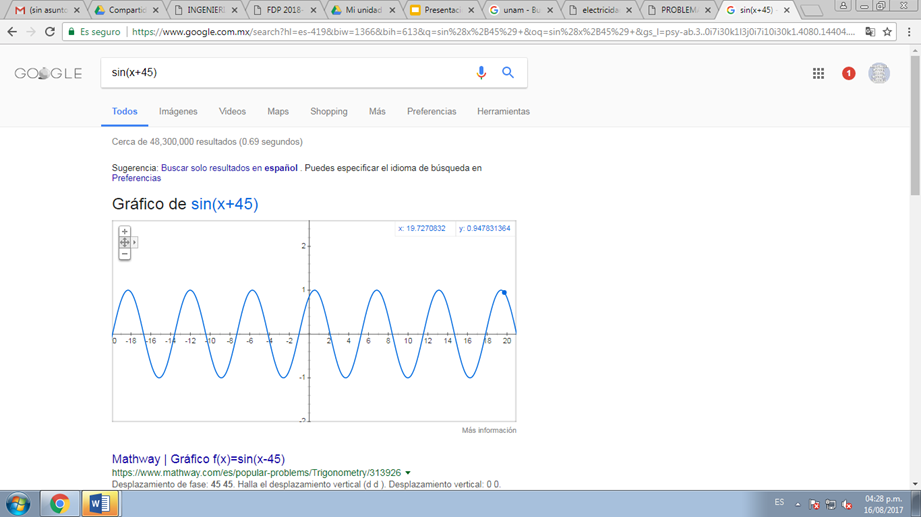 (sin asunto
Compartic
INGENIERI
FDP 2018-
Mi unidad
Presentaci
unam - Bu
electricida
PROBLEMA
sin(x+45) -
Es seguro
https://www.google.com.mx/search?hl=es-419&biw=1366&bih=613&q=sin%28x%2B45%29+&oq=sin%28x%2B45%29+&gs_l=psy-ab.3..0i7i30k1l3j0i7i10i30k1.4080.14404....
GOOGLE
sin(x+45)
1
Todos Imágenes Videos Maps Shopping Más Preferencias Herramientas
Cerca de 48,300,000 resultados (0.69 segundos)
Sugerencia: Buscar solo resultados en español . Puedes especificar el idioma de búsqueda en
Preferencias
Gráfico de sin(x+45)
x: 19.7270832 y: 0.947831364
2
1
0 -18 -16 -14 -12 -10 -8 -6 -4 -2 2 4 6 8 10 12 14 16 18 20
-1
-2
Más información
Mathway | Gráfico f(x)=sin(x-45)
https://www.mathway.com/es/popular-problems/Trigonometry/313926
Desplazamiento de fase: 45 45. Halla el desplazamiento vertical (d d ). Desplazamiento vertical: 0 0.
ES
04:28 p.m.
16/08/2017